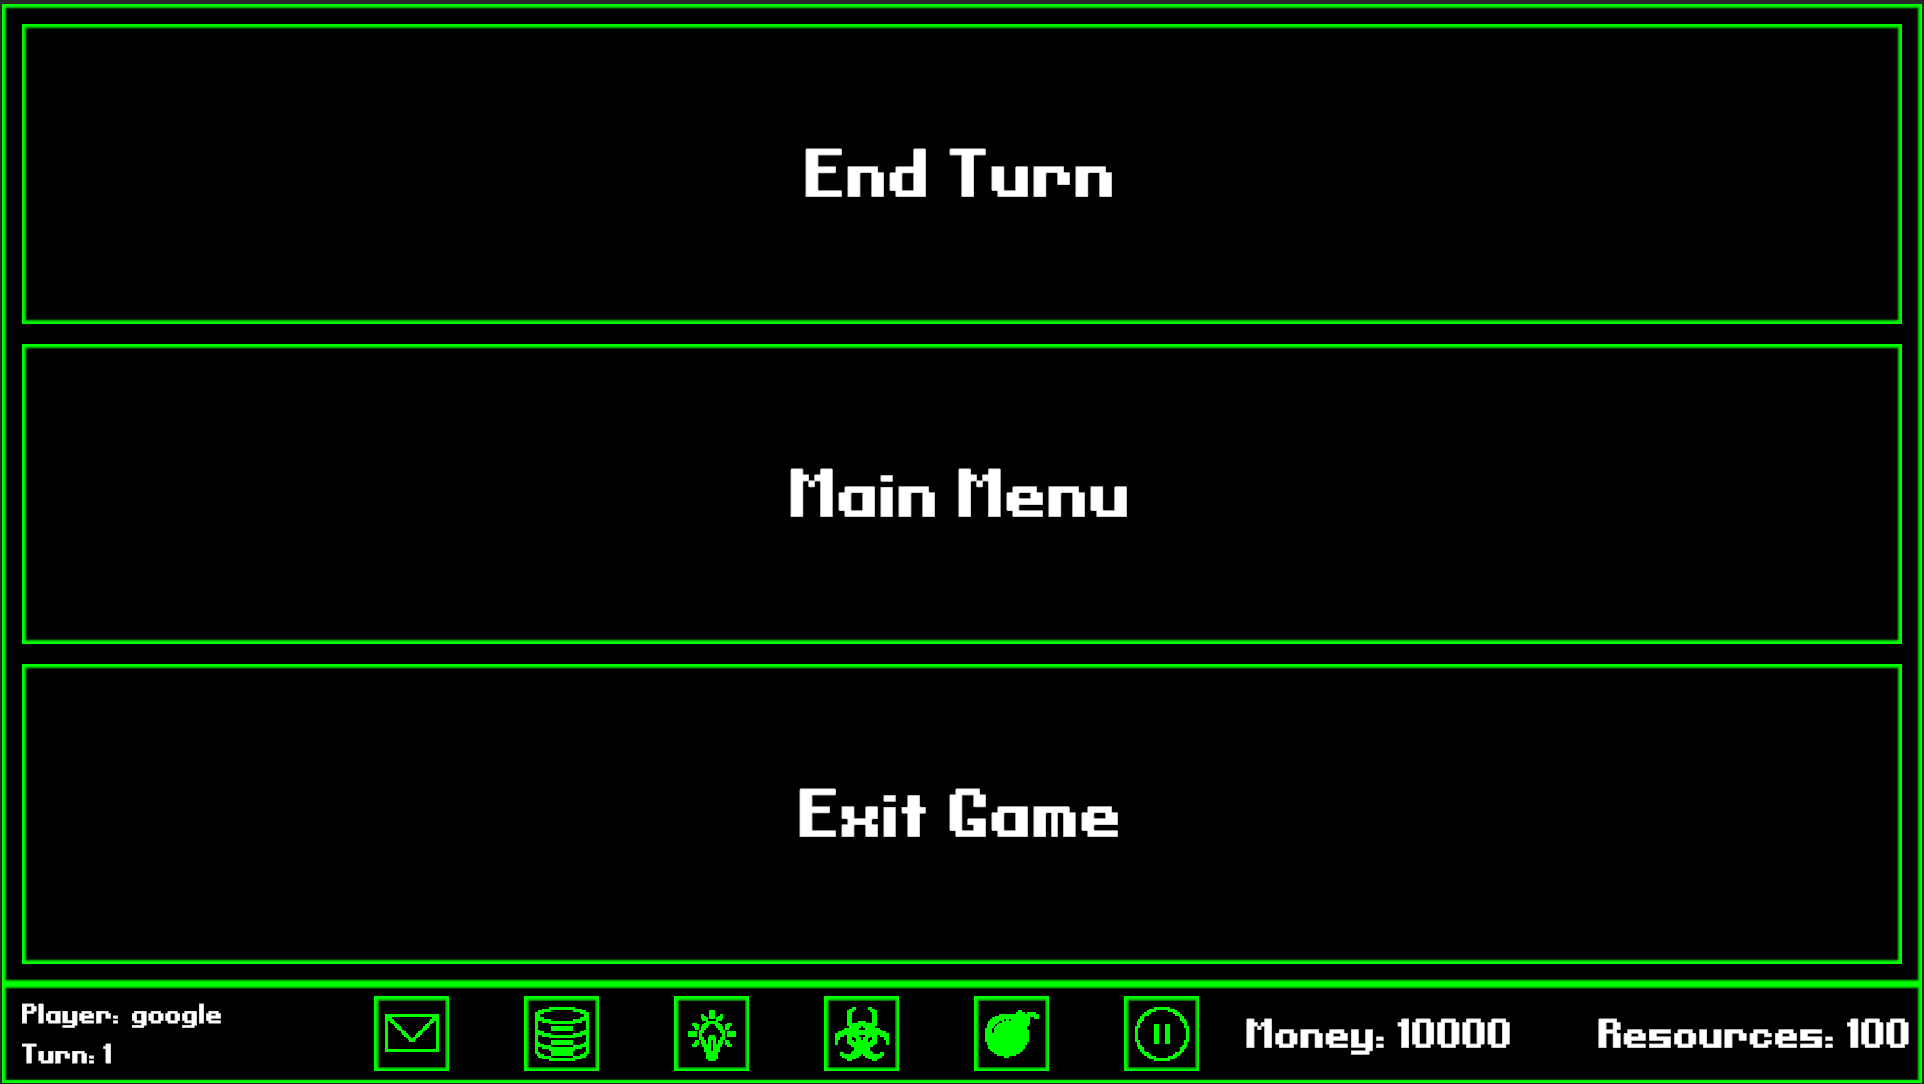 End Turn
Main Menu
Exit Game
Player: google
Turn: 1
Money: 10000
Resources: 100